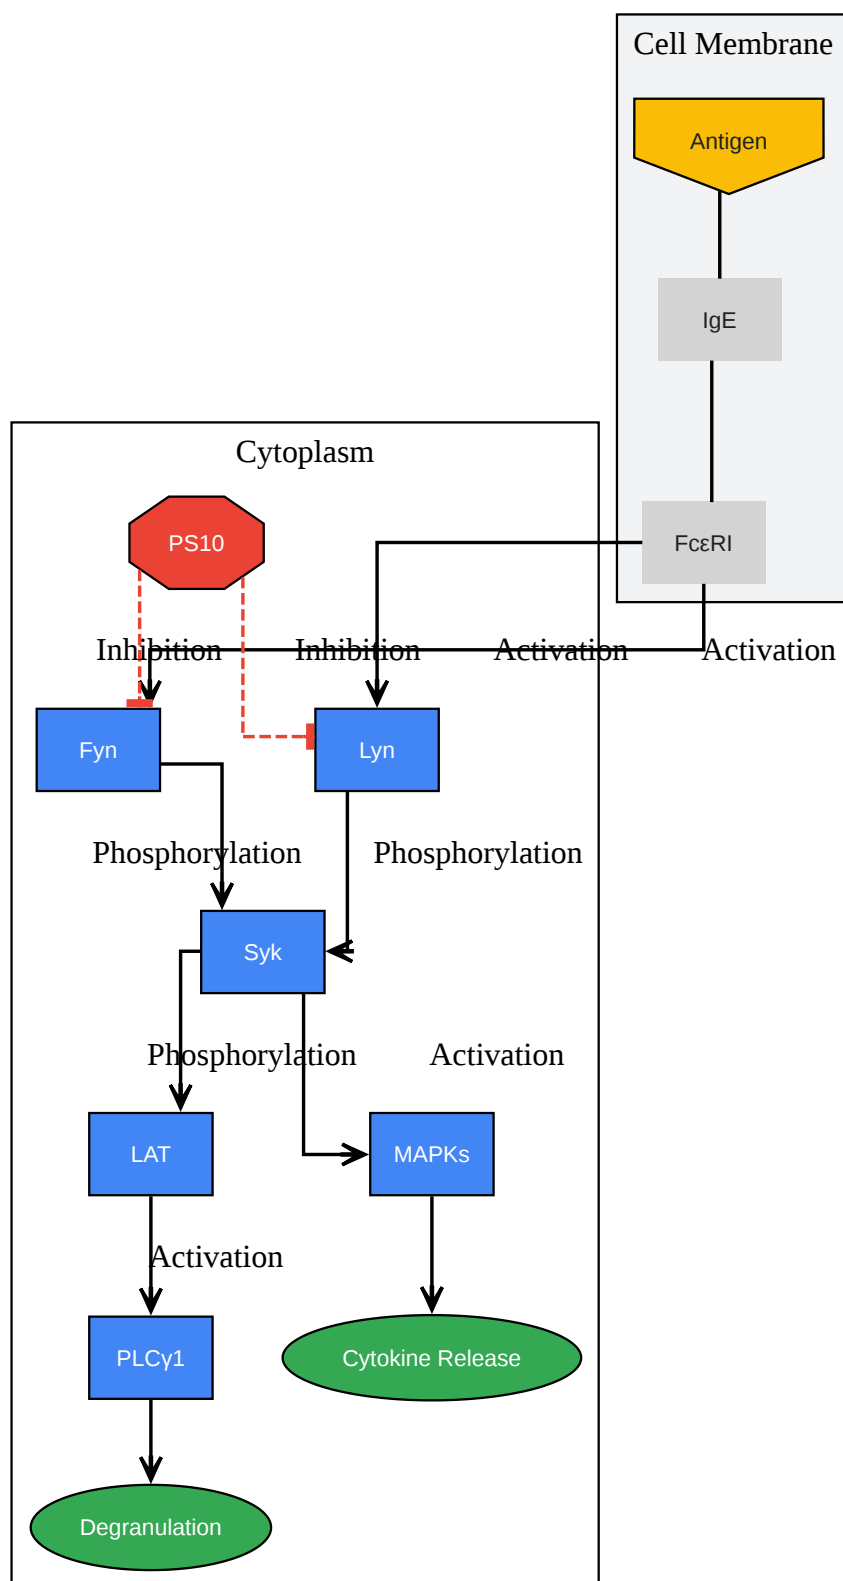 Cell Membrane
Antigen
IgE
Cytoplasm
PS10
FcεRI
Inhibition
Inhibition
Activation
Activation
Fyn
Lyn
Phosphorylation
Phosphorylation
Syk
Phosphorylation
Activation
LAT
MAPKs
Activation
PLCγ1
Cytokine Release
Degranulation